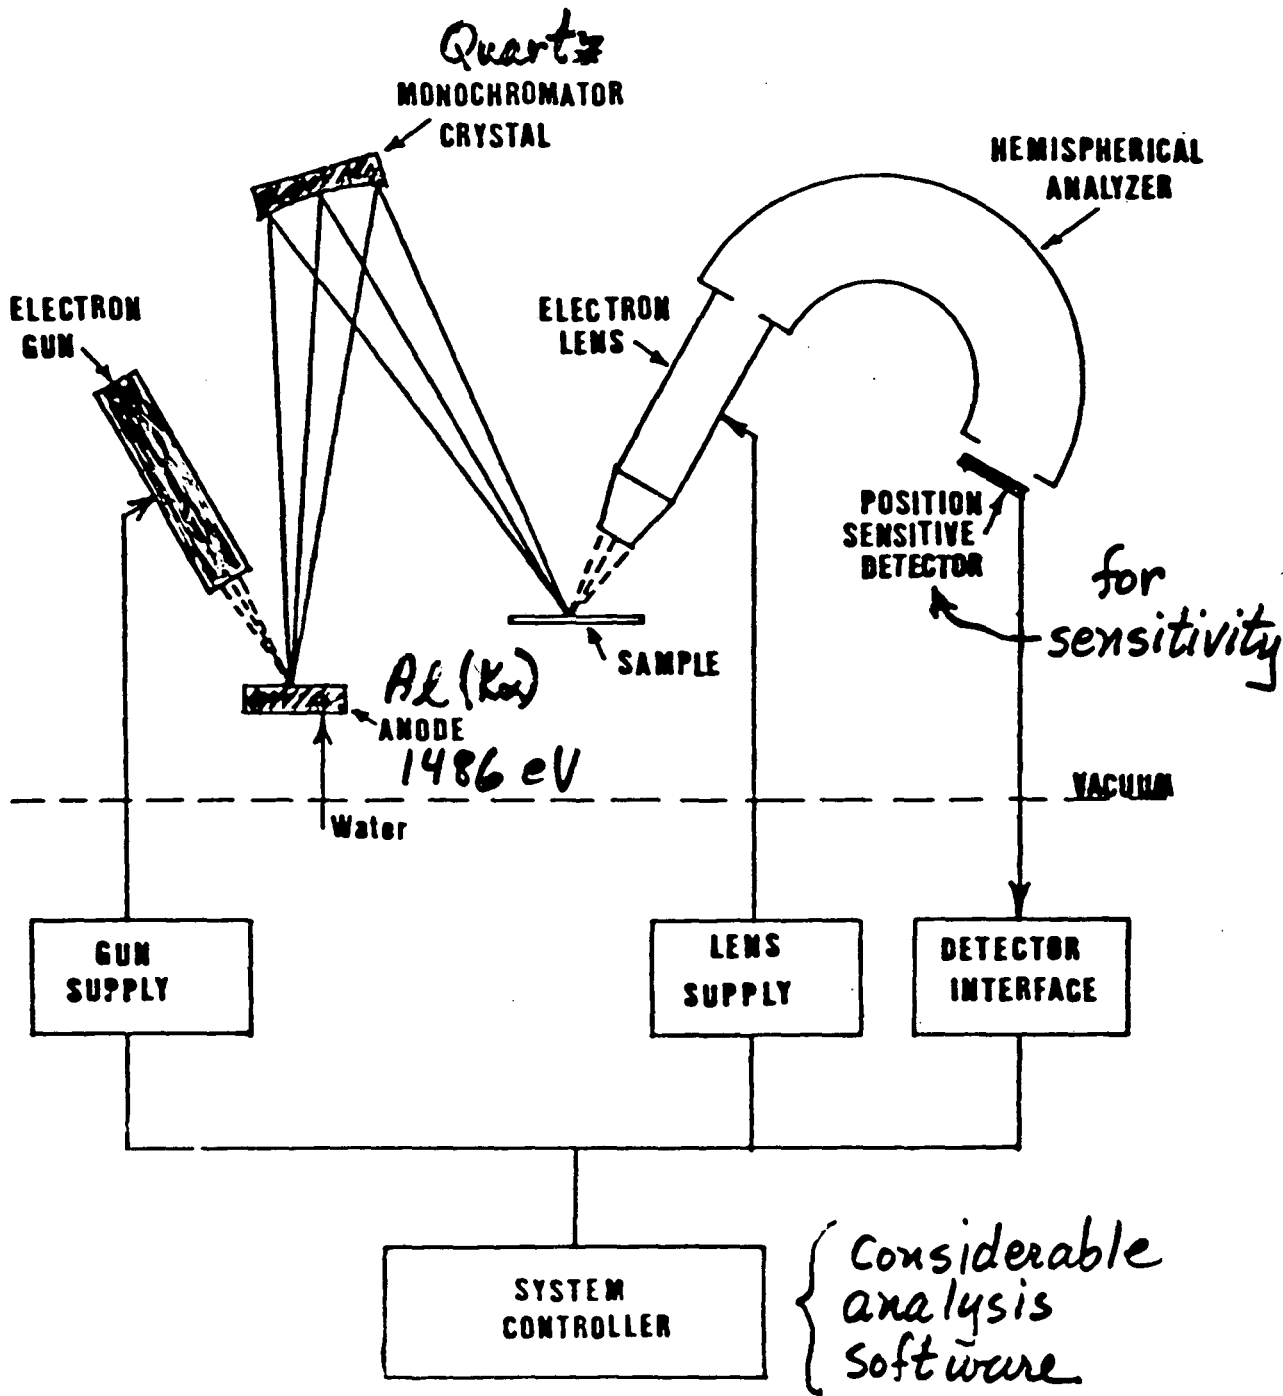 Quartz
MONOCHROMATOR
CRYSTAL
HEMISPHERICAL
ANALYZER
ELECTRON
GUN
ELECTRON
LENS
POSITION
SENSITIVE
DETECTOR
for
sensitivity
SAMPLE
Al (Kα)
ANODE
1486 eV
VACUUM
Water
GUN
SUPPLY
LENS
SUPPLY
DETECTOR
INTERFACE
SYSTEM
CONTROLLER
Considerable
analysis
software